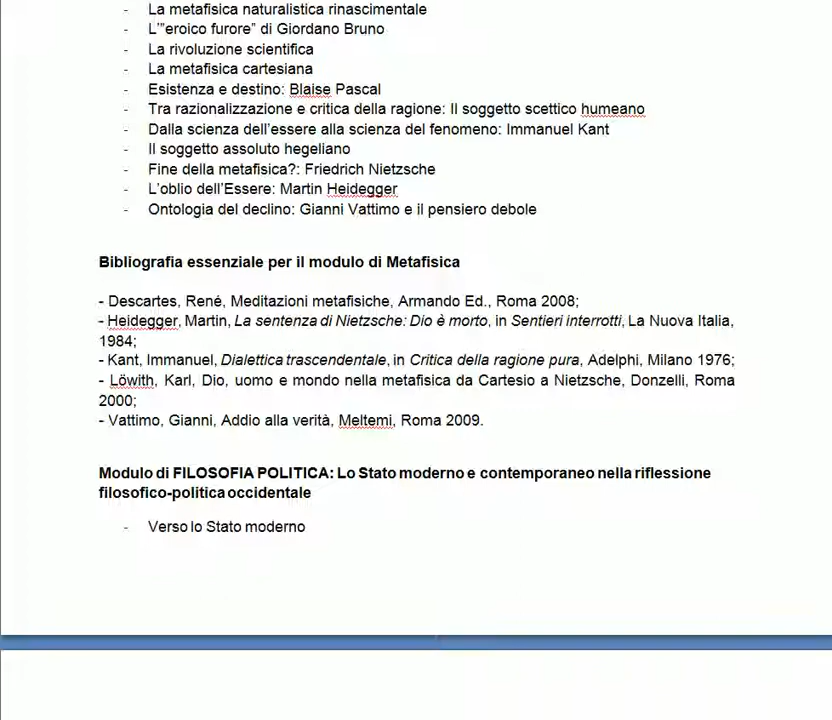 - La metafisica naturalistica rinascimentale
- L'"eroico furore" di Giordano Bruno
- La rivoluzione scientifica
- La metafisica cartesiana
- Esistenza e destino: Blaise Pascal
- Tra razionalizzazione e critica della ragione: Il soggetto scettico humeano
- Dalla scienza dell'essere alla scienza del fenomeno: Immanuel Kant
- Il soggetto assoluto hegeliano
- Fine della metafisica?: Friedrich Nietzsche
- L'oblio dell'Essere: Martin Heidegger
- Ontologia del declino: Gianni Vattimo e il pensiero debole
Bibliografia essenziale per il modulo di Metafisica
- Descartes, René, Meditazioni metafisiche, Armando Ed., Roma 2008;
- Heidegger, Martin, La sentenza di Nietzsche: Dio è morto, in Sentieri interrotti, La Nuova Italia,
1984;
- Kant, Immanuel, Dialettica trascendentale, in Critica della ragione pura, Adelphi, Milano 1976;
- Löwith, Karl, Dio, uomo e mondo nella metafisica da Cartesio a Nietzsche, Donzelli, Roma
2000;
- Vattimo, Gianni, Addio alla verità, Meltemi, Roma 2009.
Modulo di FILOSOFIA POLITICA: Lo Stato moderno e contemporaneo nella riflessione
filosofico-politica occidentale
- Verso lo Stato moderno